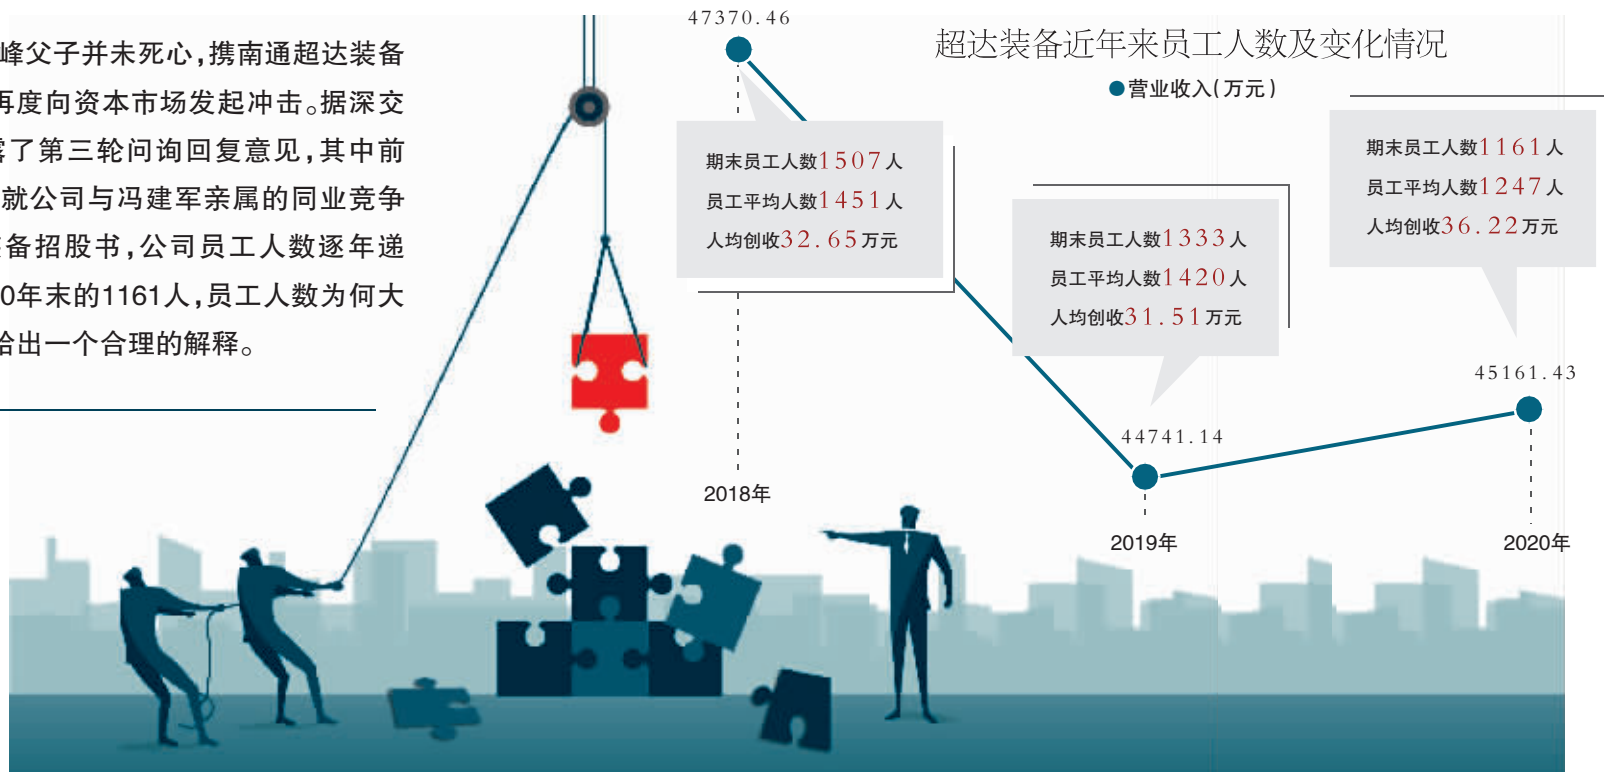 峰父子并未死心,携南通超达装备
再度向资本市场发起冲击。据深交
露了第三轮问询回复意见,其中前
就公司与冯建军亲属的同业竞争
装备招股书,公司员工人数逐年递
0年末的1161人,员工人数为何大
给出一个合理的解释。
超达装备近年来员工人数及变化情况
●营业收入(万元)
47370.46
期末员工人数1507人
员工平均人数1451人
人均创收32.65万元
2018年
期末员工人数1333人
员工平均人数1420人
人均创收31.51万元
44741.14
2019年
期末员工人数1161人
员工平均人数1247人
人均创收36.22万元
45161.43
2020年